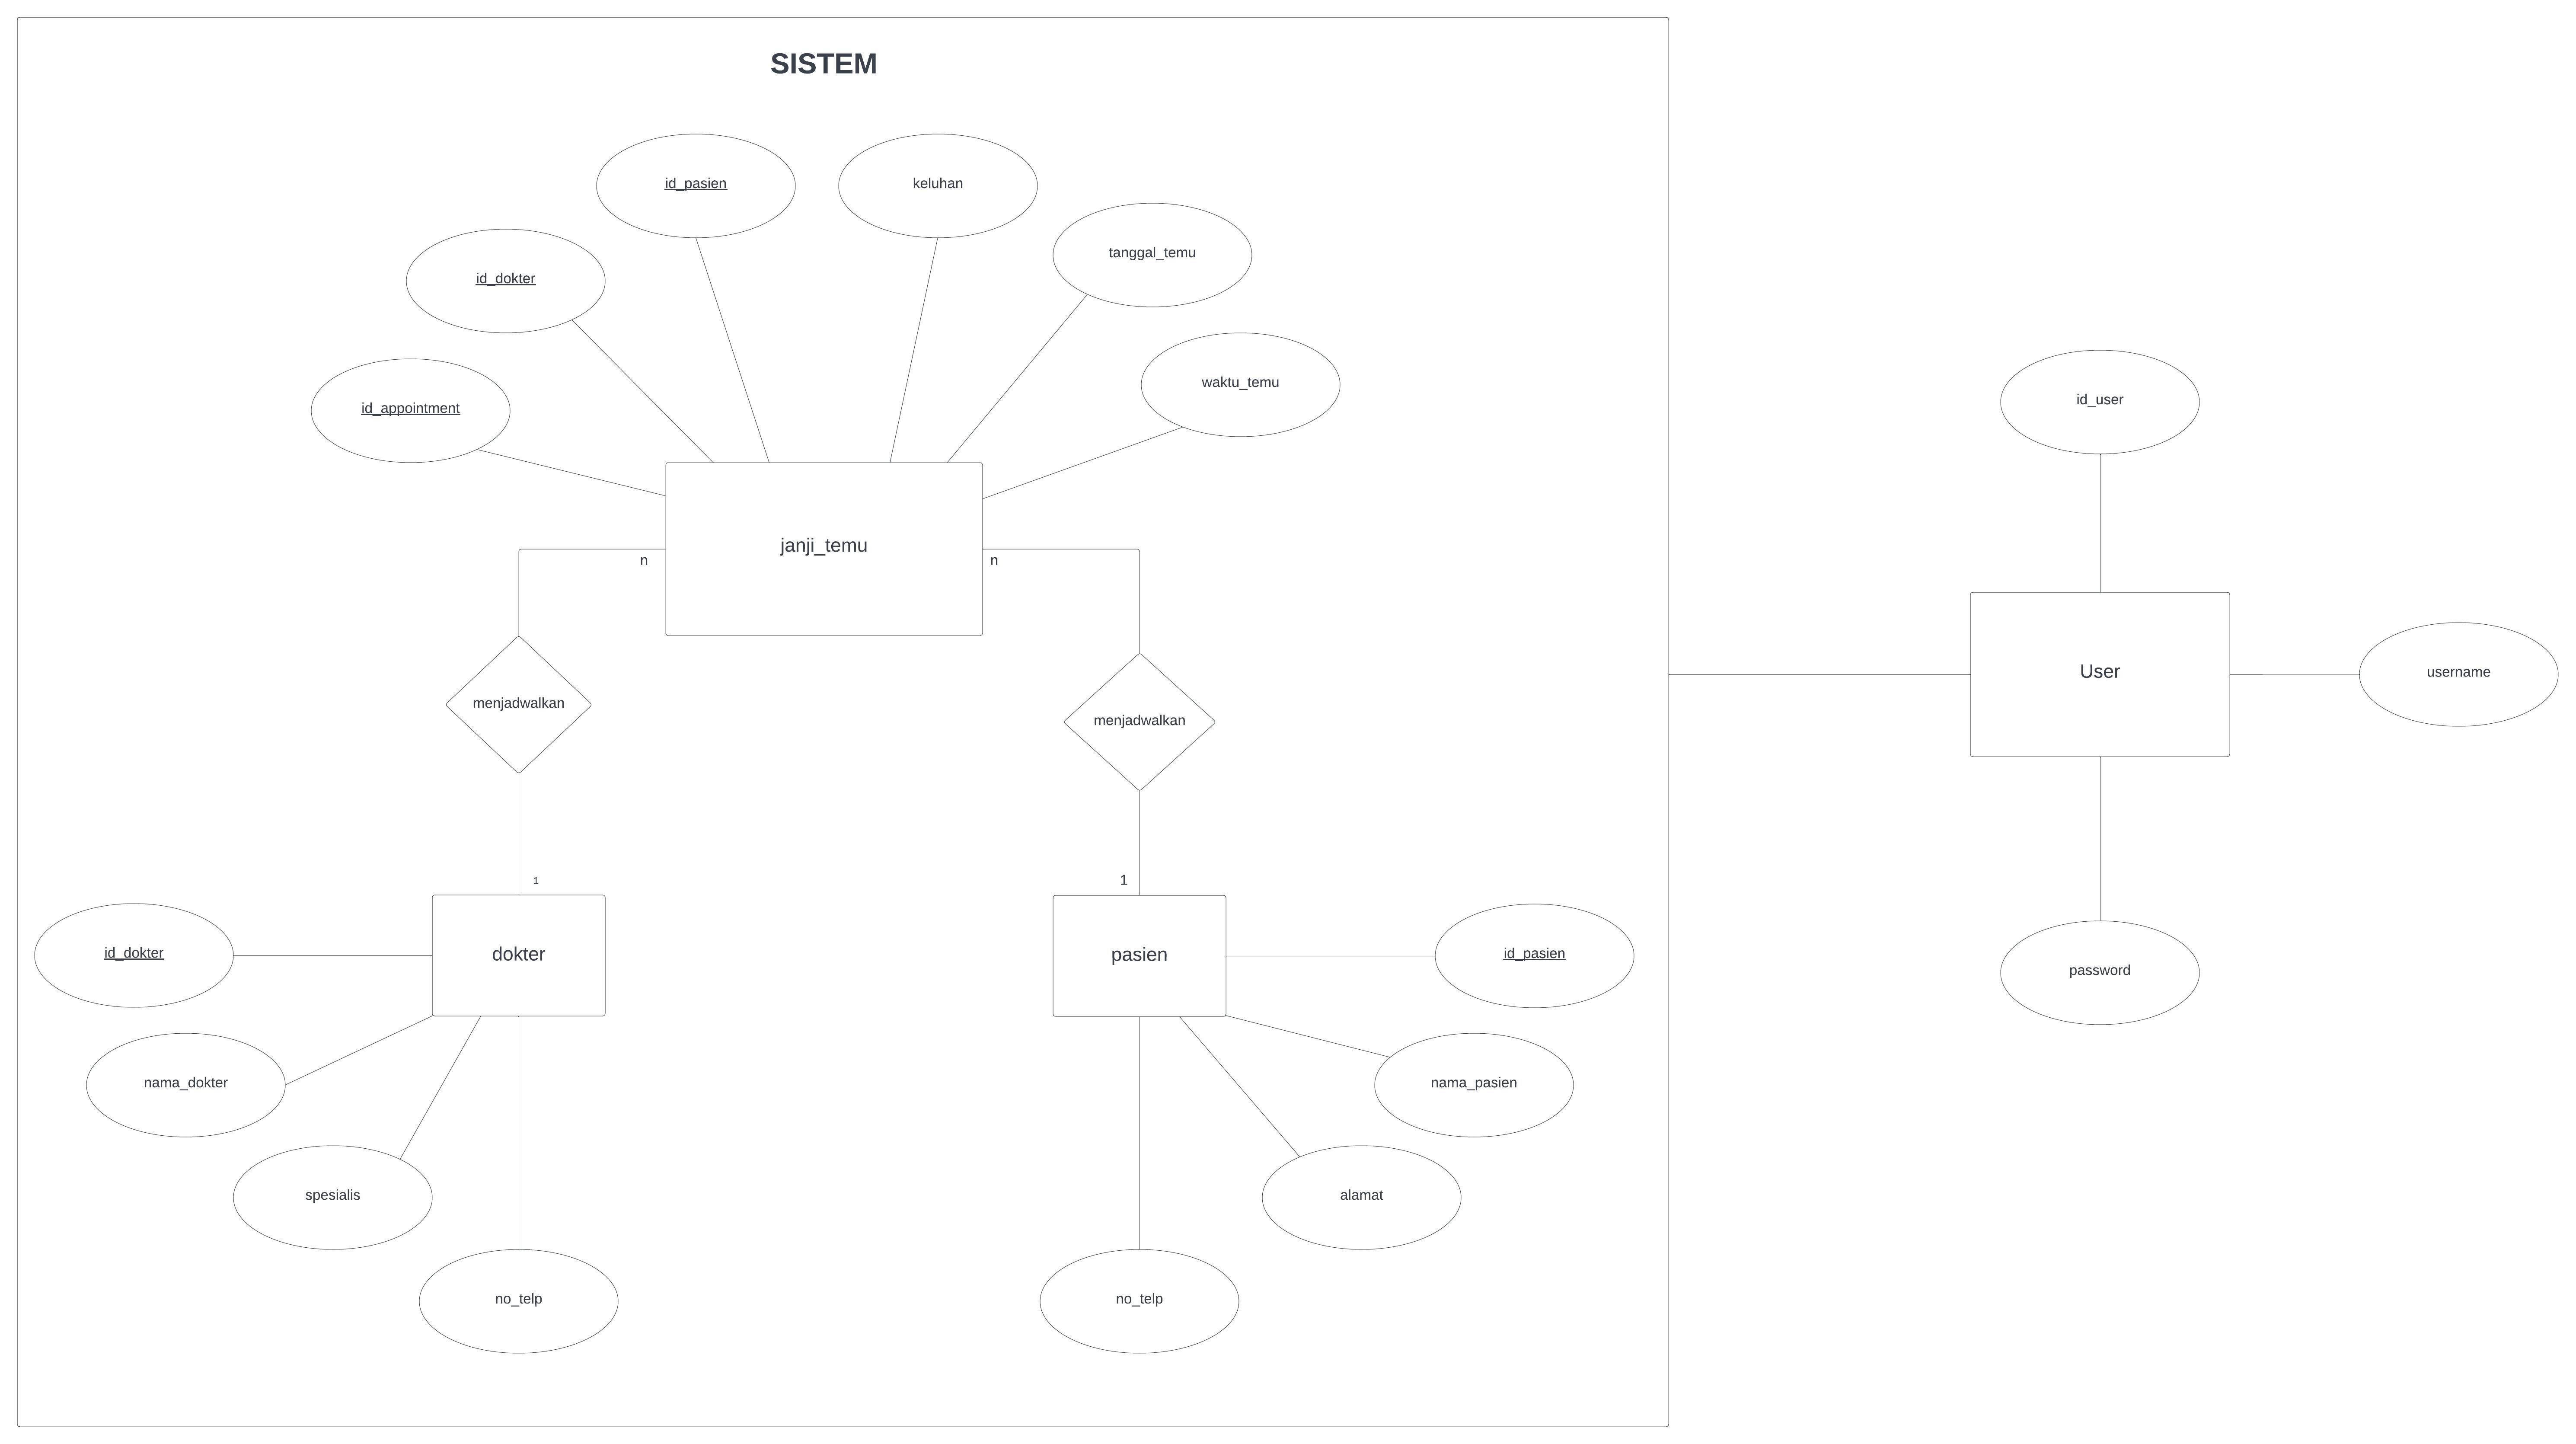 SISTEM
id_pasien
keluhan
tanggal_temu
id_dokter
waktu_temu
id_appointment
id_user
janji_temu
n
n
User
username
menjadwalkan
menjadwalkan
1
1
id_dokter
dokter
pasien
id_pasien
password
nama_dokter
nama_pasien
spesialis
alamat
no_telp
no_telp